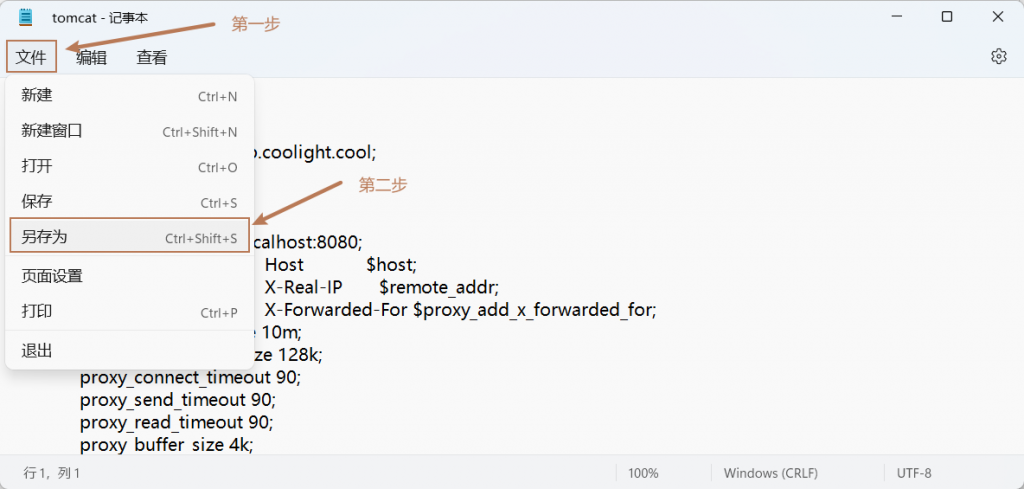 tomcat - 记事本
第一步
文件 编辑 查看
新建 Ctrl+N
新建窗口 Ctrl+Shift+N
.coolight.cool;
打开 Ctrl+O
第二步
保存 Ctrl+S
另存为 Ctrl+Shift+S
calhost:8080;
Host $host;
页面设置
X-Real-IP $remote_addr;
打印 Ctrl+P
X-Forwarded-For $proxy_add_x_forwarded_for;
10m;
退出
ze 128k;
proxy_connect_timeout 90;
proxy_send_timeout 90;
proxy_read_timeout 90;
proxy_buffer_size 4k;
行 1，列 1 100% Windows (CRLF) UTF-8